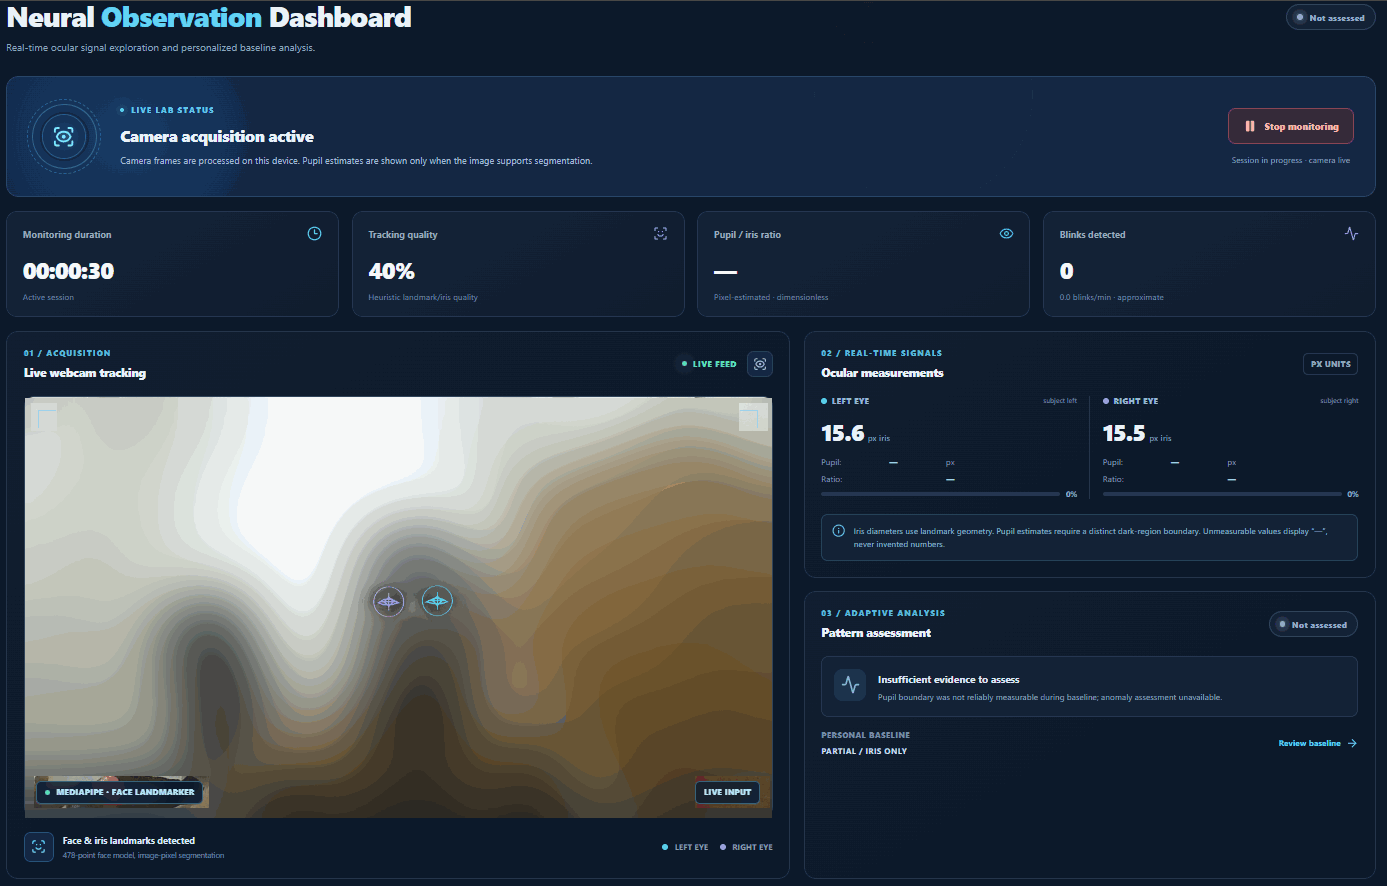 Neural Observation Dashboard
Not assessed
Real-time ocular signal exploration and personalized baseline analysis.
LIVE LAB STATUS
Camera acquisition active
Camera frames are processed on this device. Pupil estimates are shown only when the image supports segmentation.
Stop monitoring
Session in progress · camera live
Monitoring duration
00:00:30
Active session
Tracking quality
40%
Heuristic landmark/iris quality
Pupil / iris ratio
—
Pixel-estimated · dimensionless
Blinks detected
0
0.0 blinks/min · approximate
01 / ACQUISITION
Live webcam tracking
LIVE FEED
MEDIAPIPE · FACE LANDMARKER
LIVE INPUT
Face & iris landmarks detected
478-point face model, image-pixel segmentation
LEFT EYE
RIGHT EYE
02 / REAL-TIME SIGNALS
Ocular measurements
PX UNITS
LEFT EYE subject left
15.6 px iris
Pupil: — px
Ratio: —
0%
RIGHT EYE subject right
15.5 px iris
Pupil: — px
Ratio: —
0%
Iris diameters use landmark geometry. Pupil estimates require a distinct dark-region boundary. Unmeasurable values display "—",
never invented numbers.
03 / ADAPTIVE ANALYSIS
Pattern assessment
Not assessed
Insufficient evidence to assess
Pupil boundary was not reliably measurable during baseline; anomaly assessment unavailable.
PERSONAL BASELINE
PARTIAL / IRIS ONLY
Review baseline →